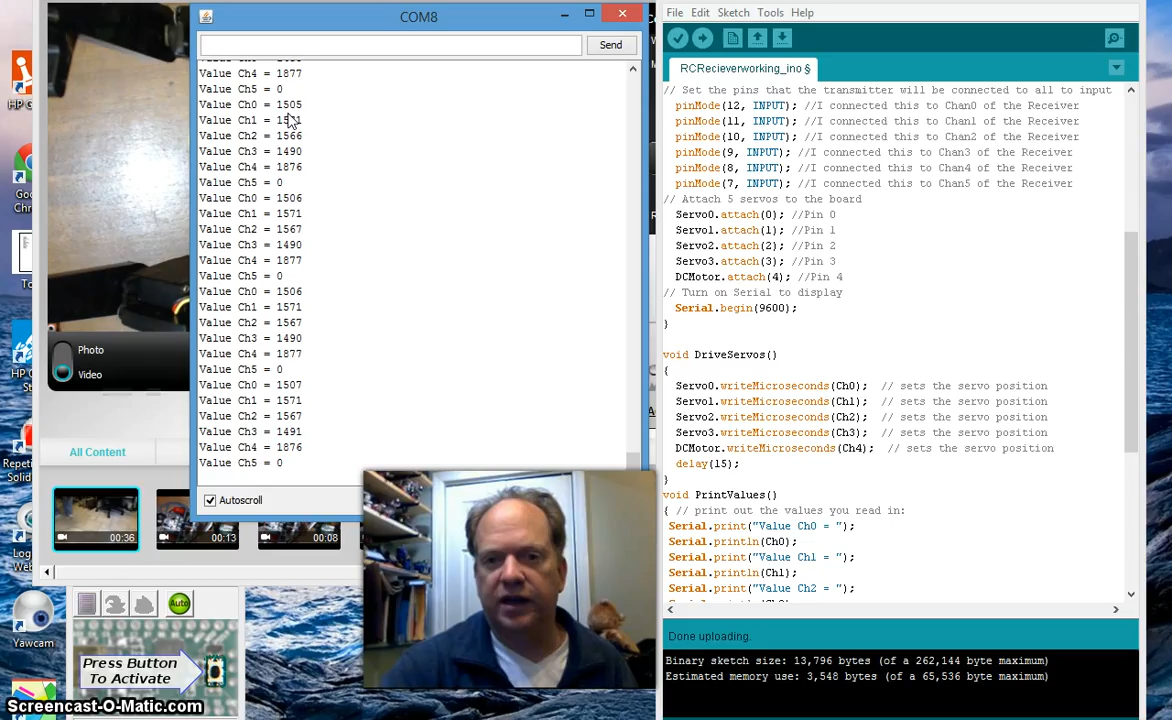 COM8
Send
Value Ch4 = 1877
Value Ch5 = 0
Value Ch0 = 1505
Value Ch1 =
Value Ch2 = 1566
Value Ch3 = 1490
Value Ch4 = 1876
Value Ch5 = 0
Value Ch0 = 1506
Value Ch1 = 1571
Value Ch2 = 1567
Value Ch3 = 1490
Value Ch4 = 1877
Value Ch5 = 0
Value Ch0 = 1506
Value Ch1 = 1571
Value Ch2 = 1567
Value Ch3 = 1490
Value Ch4 = 1877
Value Ch5 = 0
Value Ch0 = 1507
Value Ch1 = 1571
Value Ch2 = 1567
Value Ch3 = 1491
Value Ch4 = 1876
Value Ch5 = 0
Autoscroll
File Edit Sketch Tools Help
RCRecieverworking_ino §
// Set the pins that the transmitter will be connected to all to input
pinMode(12, INPUT); //I connected this to Chan0 of the Receiver
pinMode(11, INPUT); //I connected this to Chan1 of the Receiver
pinMode(10, INPUT); //I connected this to Chan2 of the Receiver
pinMode(9, INPUT); //I connected this to Chan3 of the Receiver
pinMode(8, INPUT); //I connected this to Chan4 of the Receiver
pinMode(7, INPUT); //I connected this to Chan5 of the Receiver
// Attach 5 servos to the board
Servo0.attach(0); //Pin 0
Servo1.attach(1); //Pin 1
Servo2.attach(2); //Pin 2
Servo3.attach(3); //Pin 3
DCMotor.attach(4); //Pin 4
// Turn on Serial to display
Serial.begin(9600);
}
void DriveServos()
{
Servo0.writeMicroseconds(Ch0); // sets the servo position
Servo1.writeMicroseconds(Ch1); // sets the servo position
Servo2.writeMicroseconds(Ch2); // sets the servo position
Servo3.writeMicroseconds(Ch3); // sets the servo position
DCMotor.writeMicroseconds(Ch4); // sets the servo position
delay(15);
}
void PrintValues()
{ // print out the values you read in:
Serial.print("Value Ch0 = ");
Serial.println(Ch0);
Serial.print("Value Ch1 = ");
Serial.println(Ch1);
Serial.print("Value Ch2 = ");
Done uploading.
Binary sketch size: 13,796 bytes (of a 262,144 byte maximum)
Estimated memory use: 3,548 bytes (of a 65,536 byte maximum)
Photo
Video
All Content
00:36
00:13
00:08
Auto
Press Button
To Activate
Yawcam
Screencast-O-Matic.com